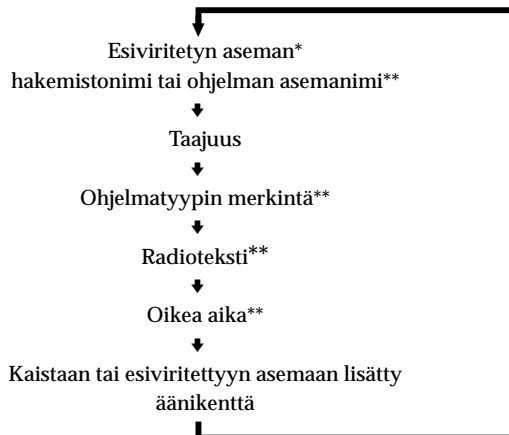 Esiviritetyn aseman*
hakemistonimi tai ohjelman asemanimi**
Taajuus
Ohjelmatyypin merkintä**
Radioteksti**
Oikea aika**
Kaistaan tai esiviritettyyn asemaan lisätty
äänikenttä